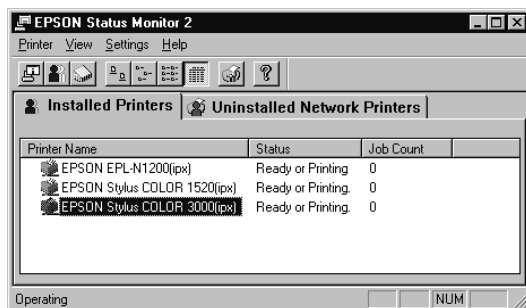 EPSON Status Monitor 2
Printer View Settings Help
Installed Printers Uninstalled Network Printers
Printer Name Status Job Count
EPSON EPL-N1200(ipx) Ready or Printing 0
EPSON Stylus COLOR 1520(ipx) Ready or Printing. 0
EPSON Stylus COLOR 3000(ipx) Ready or Printing. 0
Operating NUM